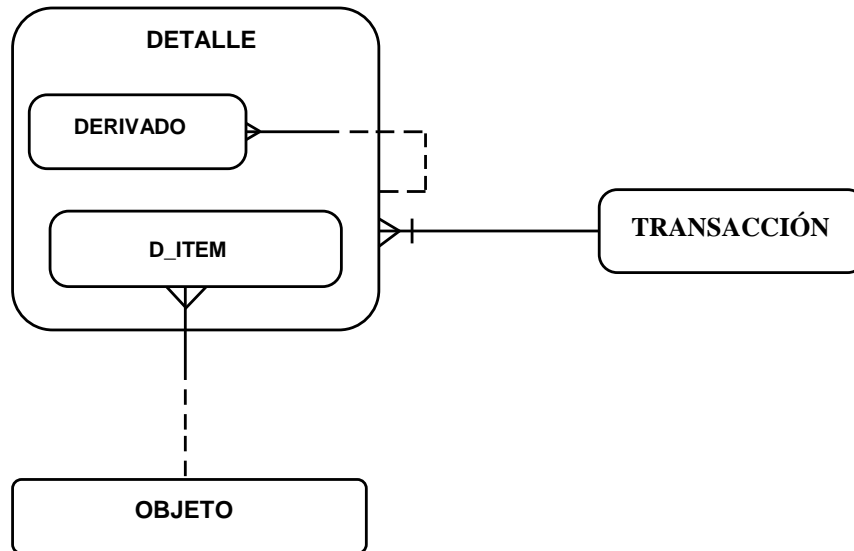 DETALLE
DERIVADO
TRANSACCIÓN
D_ITEM
OBJETO